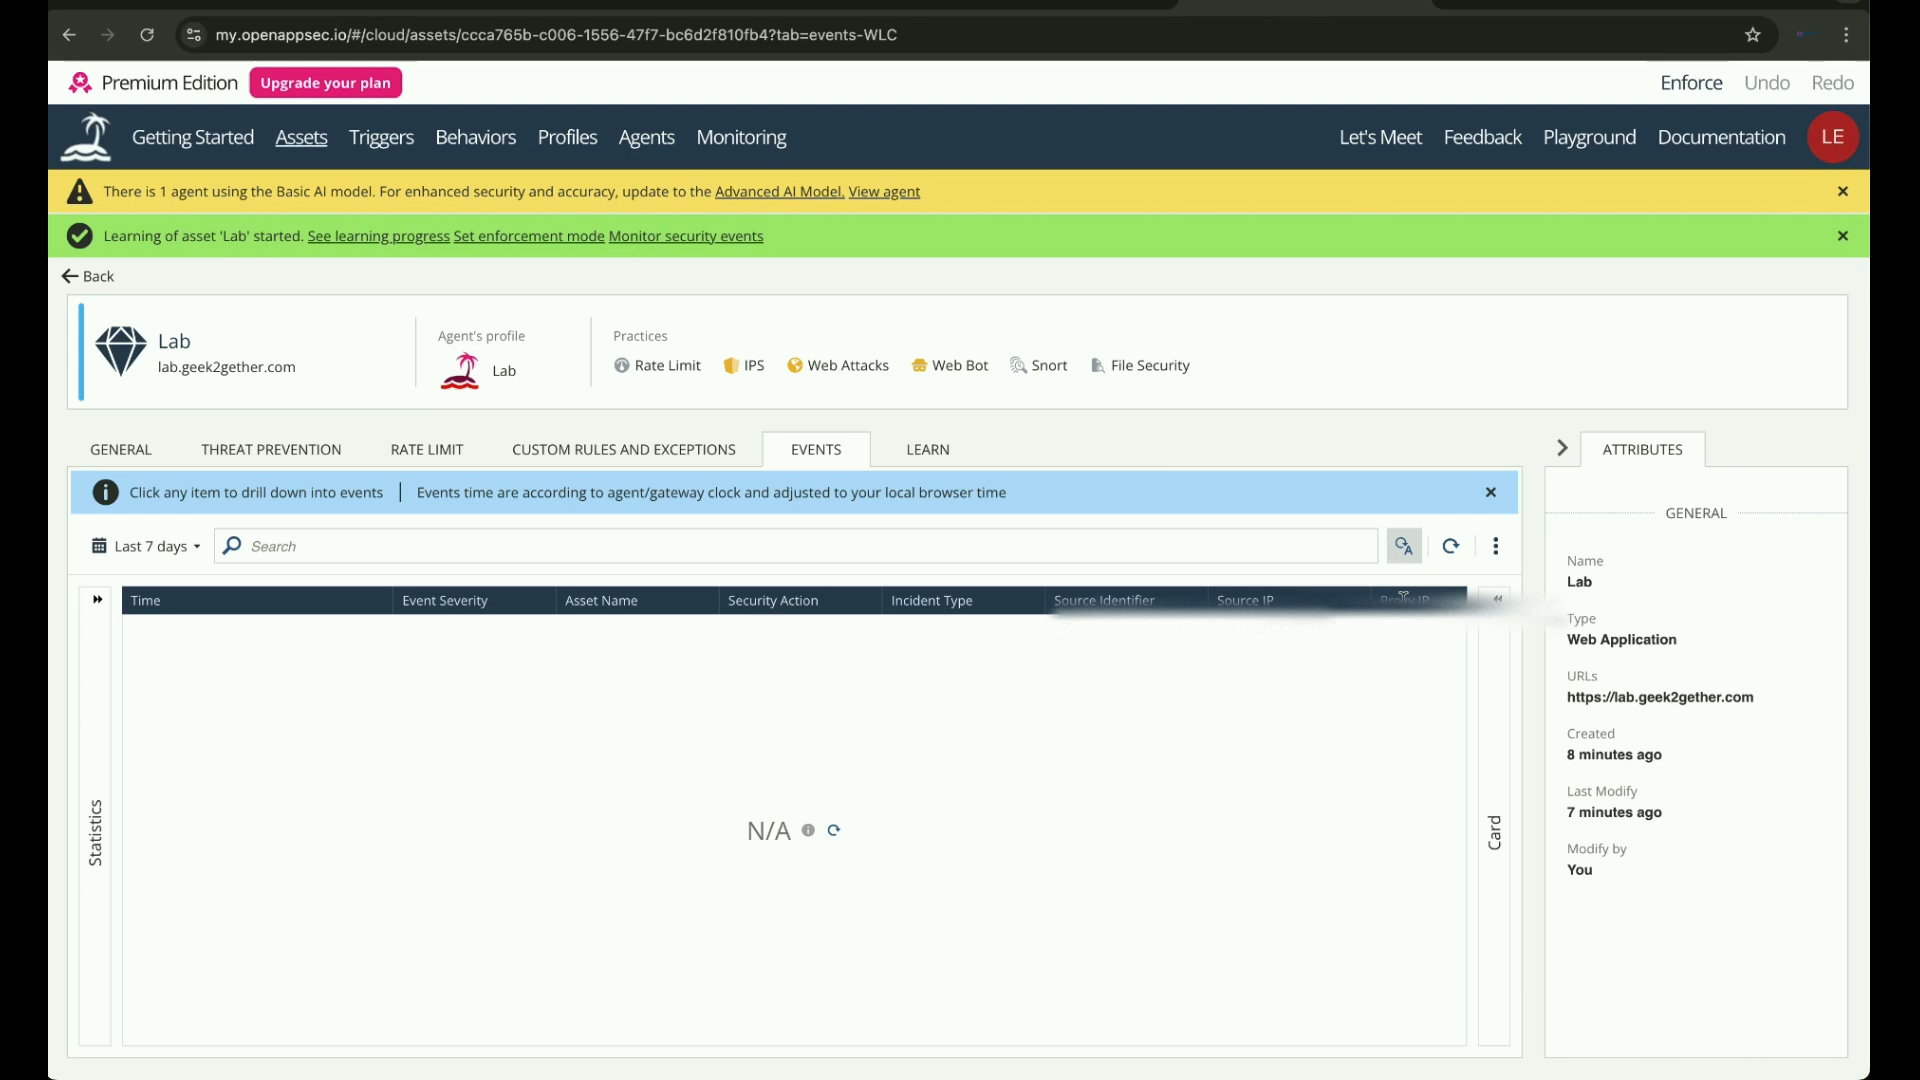 my.openappsec.io/#/cloud/assets/ccca765b-c006-1556-47f7-bc6d2f810fb4?tab=events-WLC
Premium Edition Upgrade your plan Enforce Undo Redo
Getting Started Assets Triggers Behaviors Profiles Agents Monitoring Let's Meet Feedback Playground Documentation LE
There is 1 agent using the Basic AI model. For enhanced security and accuracy, update to the Advanced AI Model. View agent
Learning of asset 'Lab' started. See learning progress Set enforcement mode Monitor security events
Back
Lab
lab.geek2gether.com
Agent's profile
Lab
Practices
Rate Limit IPS Web Attacks Web Bot Snort File Security
GENERAL THREAT PREVENTION RATE LIMIT CUSTOM RULES AND EXCEPTIONS EVENTS LEARN
Click any item to drill down into events | Events time are according to agent/gateway clock and adjusted to your local browser time
Last 7 days Search
Time Event Severity Asset Name Security Action Incident Type Source Identifier Source IP Proxy IP
Statistics
N/A
Card
ATTRIBUTES
GENERAL
Name
Lab
Type
Web Application
URLs
https://lab.geek2gether.com
Created
8 minutes ago
Last Modify
7 minutes ago
Modify by
You